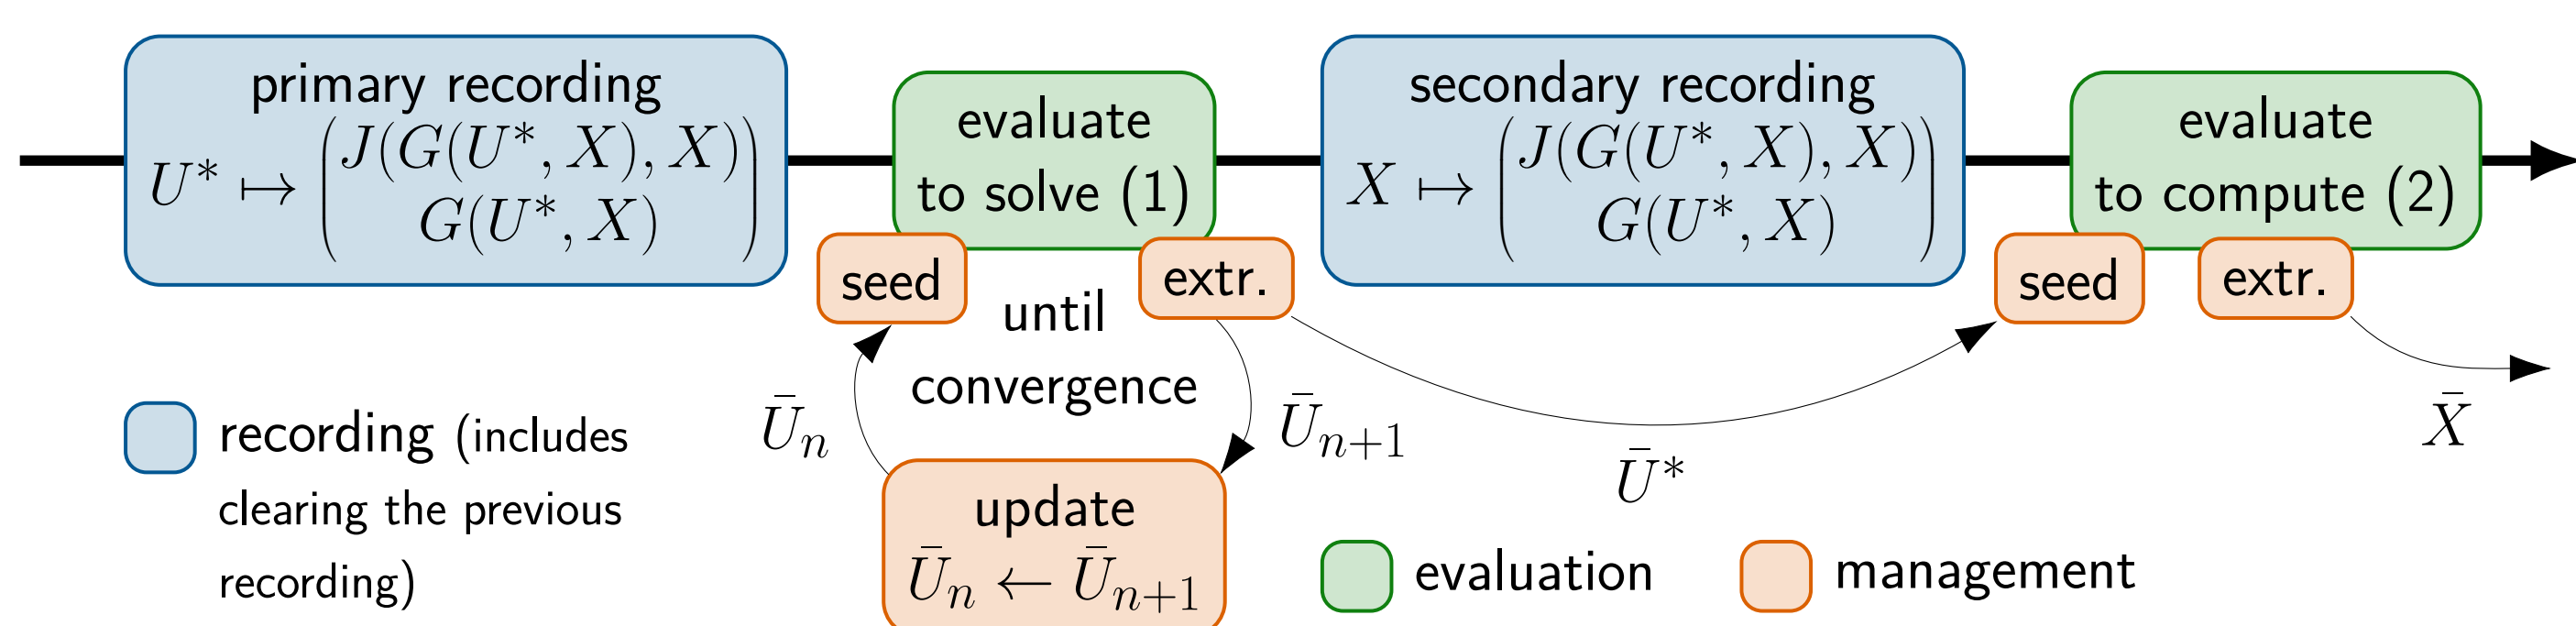 primary recording
U* ↦ (J(G(U*, X), X)
G(U*, X))
evaluate
to solve (1)
seed
extr.
until
convergence
Ū_n
Ū_{n+1}
update
Ū_n ← Ū_{n+1}
secondary recording
X ↦ (J(G(U*, X), X)
G(U*, X))
evaluate
to compute (2)
seed
extr.
Ū*
X̄
recording (includes
clearing the previous
recording)
evaluation
management